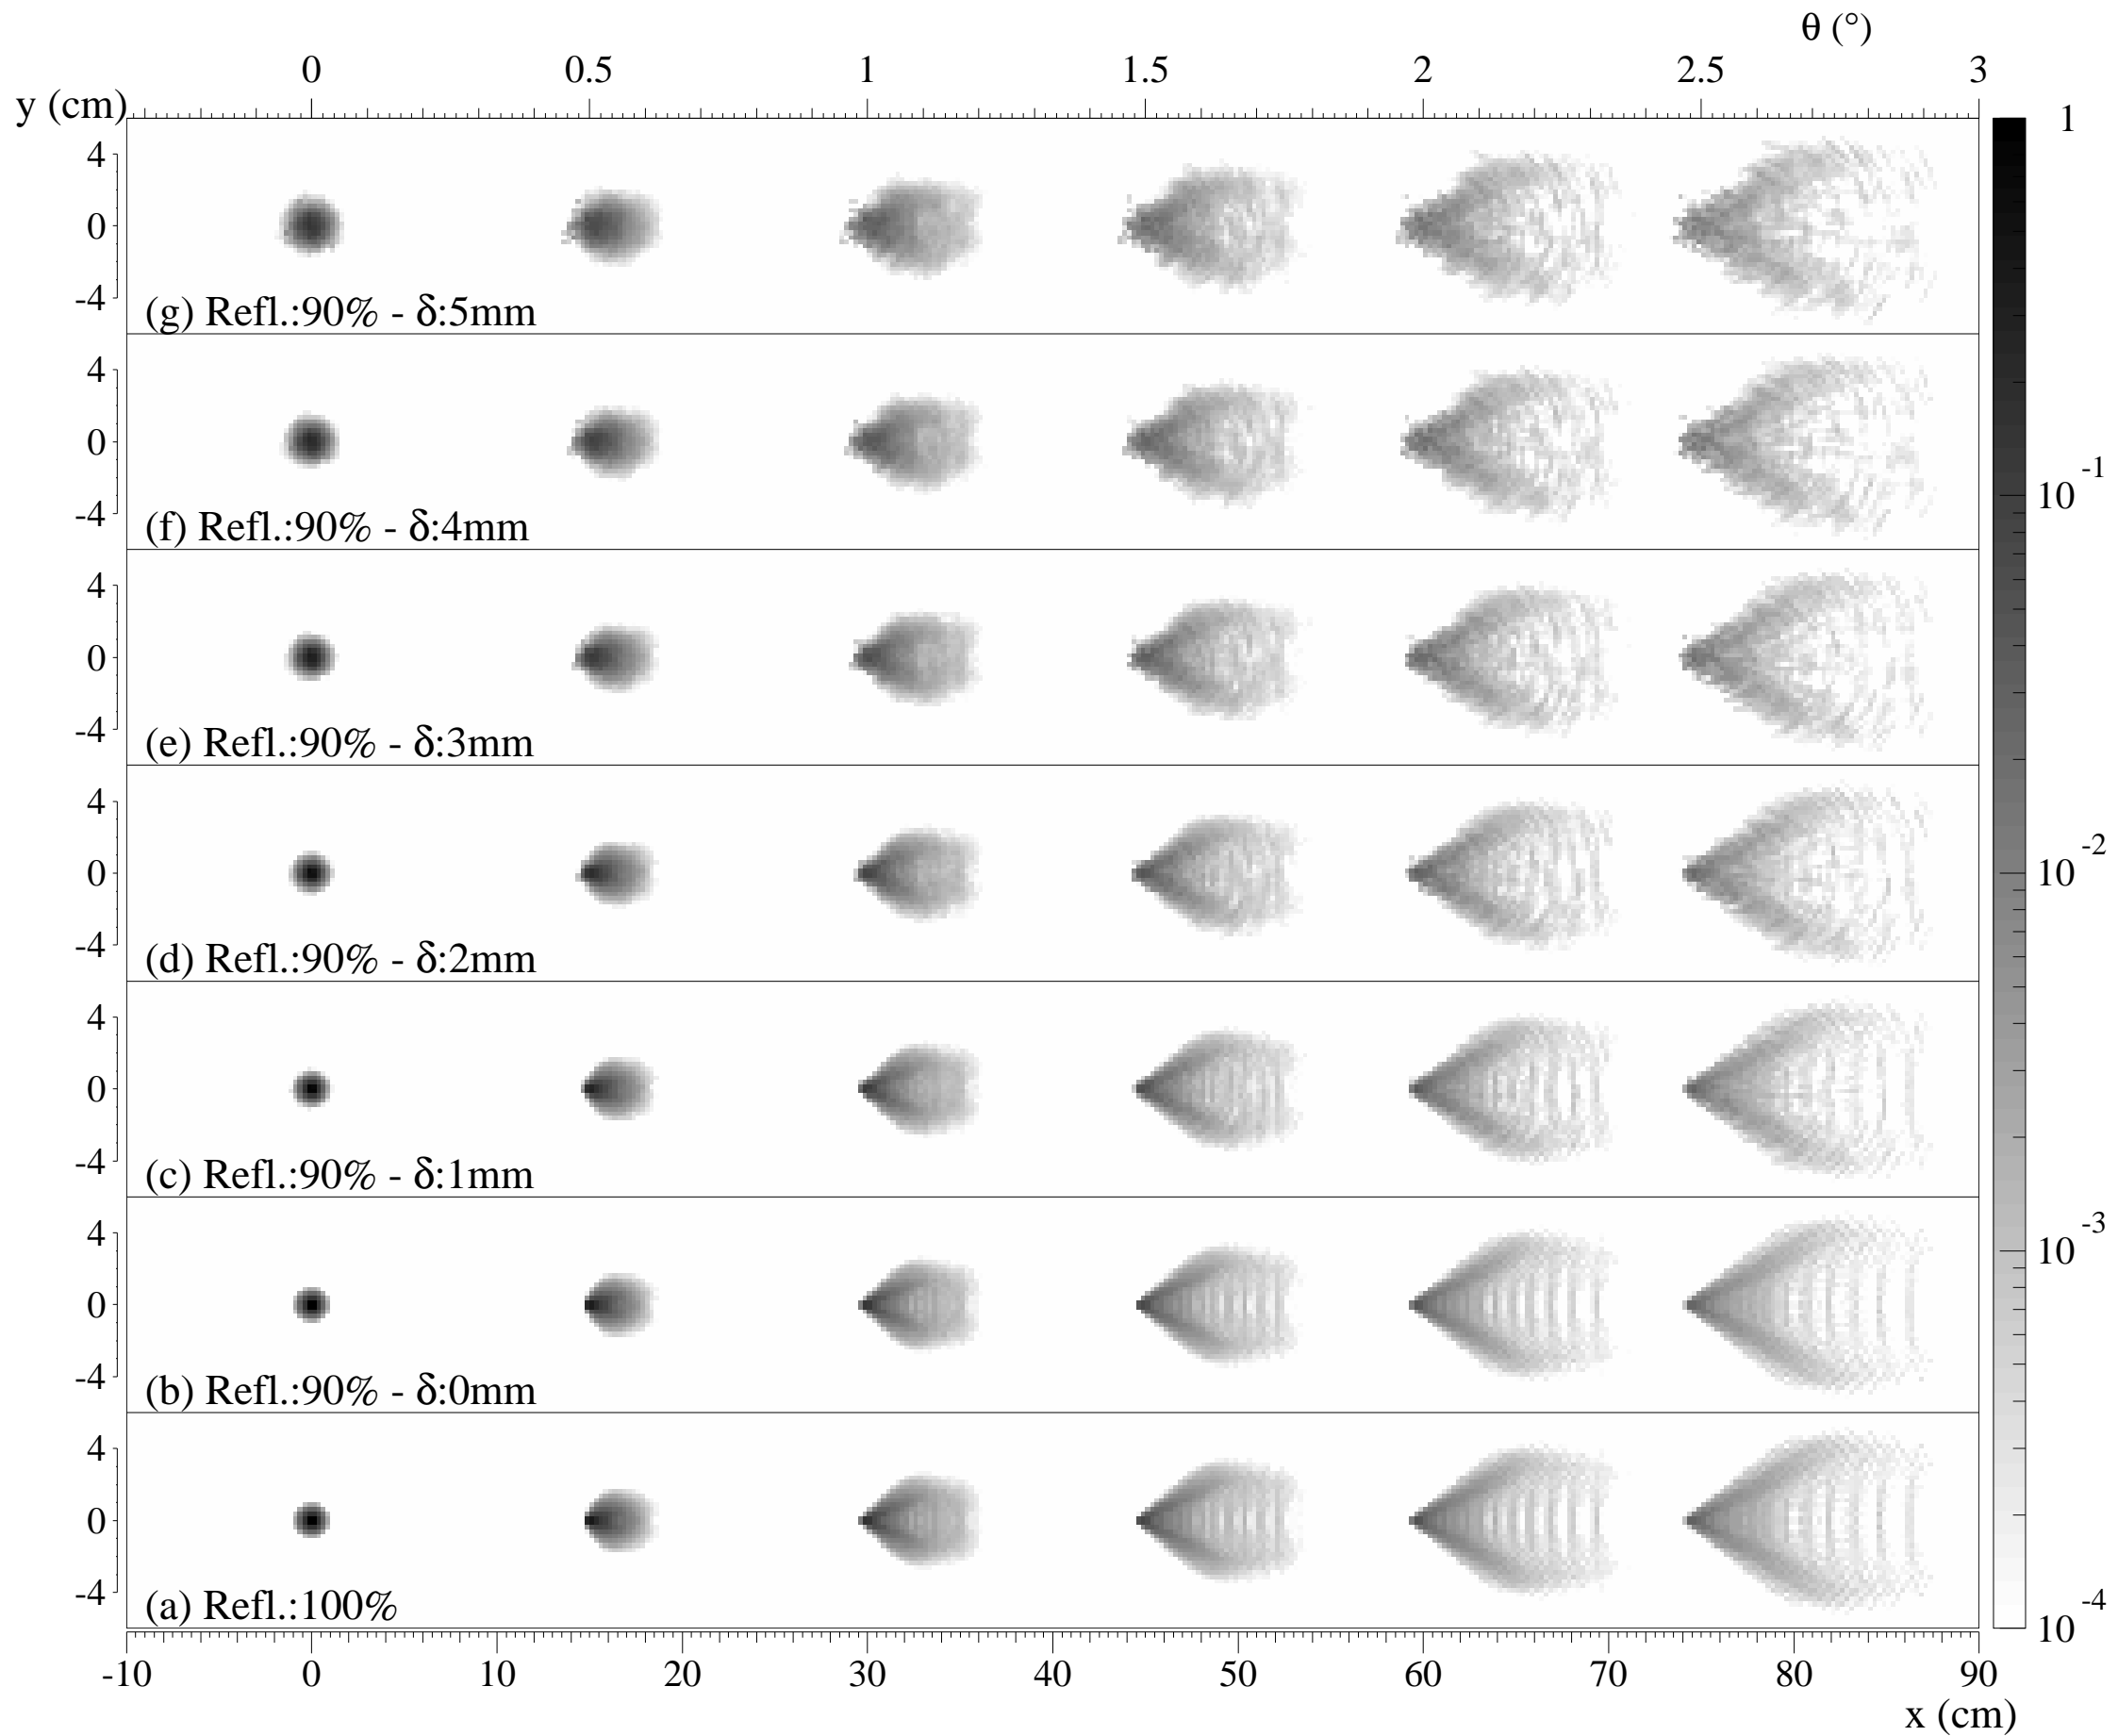 θ (°)
0 0.5 1 1.5 2 2.5 3
y (cm)
4
0
-4
(g) Refl.:90% - δ:5mm
4
0
-4
(f) Refl.:90% - δ:4mm
4
0
-4
(e) Refl.:90% - δ:3mm
4
0
-4
(d) Refl.:90% - δ:2mm
4
0
-4
(c) Refl.:90% - δ:1mm
4
0
-4
(b) Refl.:90% - δ:0mm
4
0
-4
(a) Refl.:100%
-10 0 10 20 30 40 50 60 70 80 90
x (cm)
1
10^-1
10^-2
10^-3
10^-4